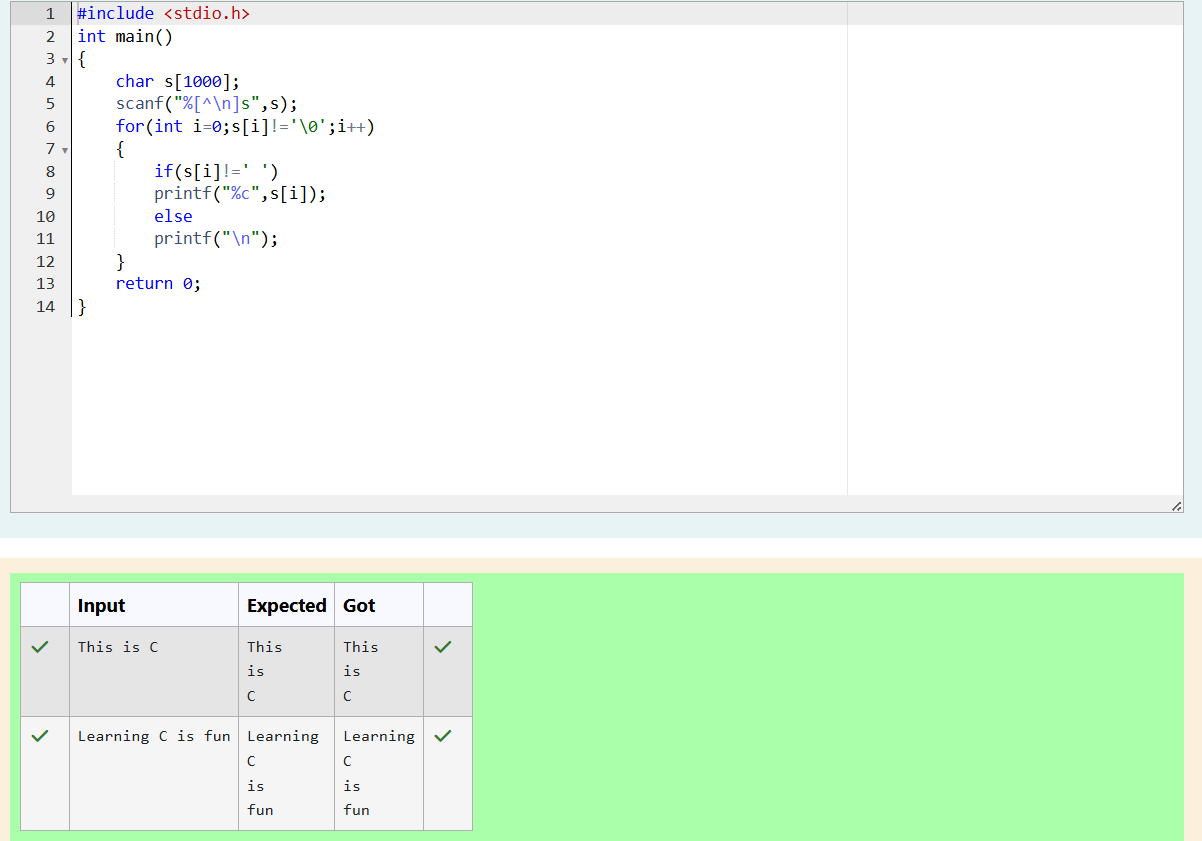 1 #include <stdio.h>
2 int main()
3 {
4     char s[1000];
5     scanf("%[^\n]s",s);
6     for(int i=0;s[i]!='\0';i++)
7     {
8         if(s[i]!=' ')
9         printf("%c",s[i]);
10         else
11         printf("\n");
12     }
13     return 0;
14 }
Input Expected Got
This is C This This
is is
C C
Learning C is fun Learning Learning
C C
is is
fun fun